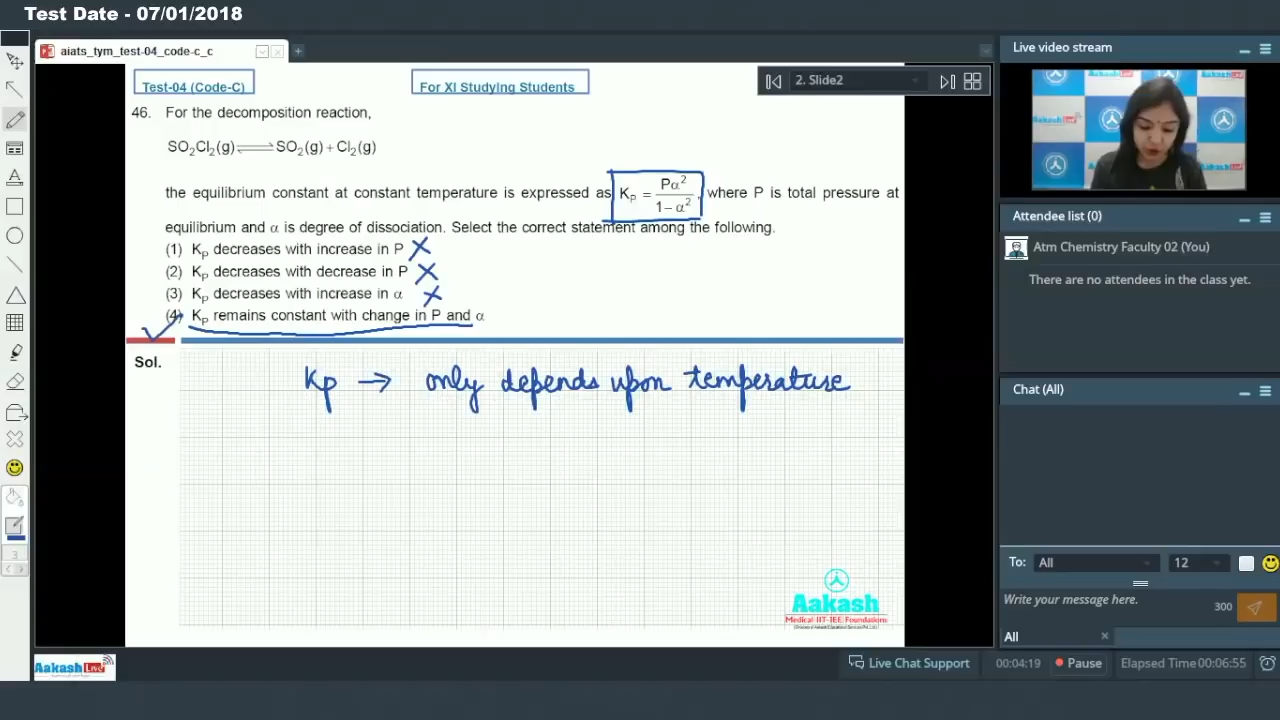 Test Date - 07/01/2018
aiats_tym_test-04_code-c_c
Test-04 (Code-C)
For XI Studying Students
2. Slide2
46. For the decomposition reaction,
SO₂Cl₂(g) ⇌ SO₂(g) + Cl₂(g)
the equilibrium constant at constant temperature is expressed as Kₚ = Pα² / 1 – α², where P is total pressure at
equilibrium and α is degree of dissociation. Select the correct statement among the following.
(1) Kₚ decreases with increase in P
(2) Kₚ decreases with decrease in P
(3) Kₚ decreases with increase in α
(4) Kₚ remains constant with change in P and α
Sol.
Kp → only depends upon temperature
Aakash
Medical·IIT-JEE·Foundations
Aakash Live
3
Live video stream
Attendee list (0)
Atm Chemistry Faculty 02 (You)
There are no attendees in the class yet.
Chat (All)
To: All 12
Write your message here.
300
All
Live Chat Support
00:04:19
Pause
Elapsed Time 00:06:55